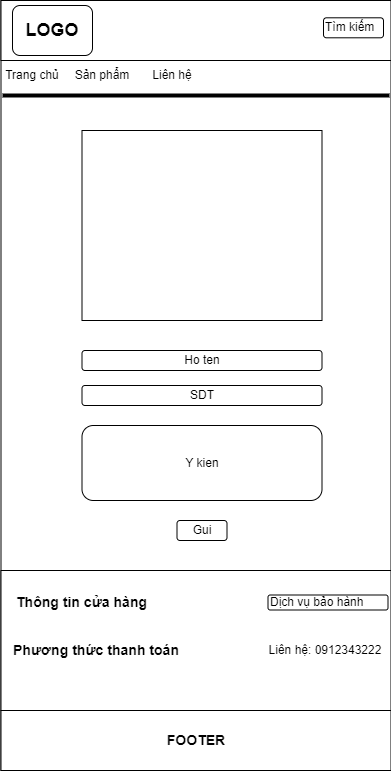 LOGO
Tìm kiếm
Trang chủ Sản phẩm Liên hệ
Ho ten
SDT
Y kien
Gui
Thông tin cửa hàng
Dịch vụ bảo hành
Phương thức thanh toán
Liên hệ: 0912343222
FOOTER